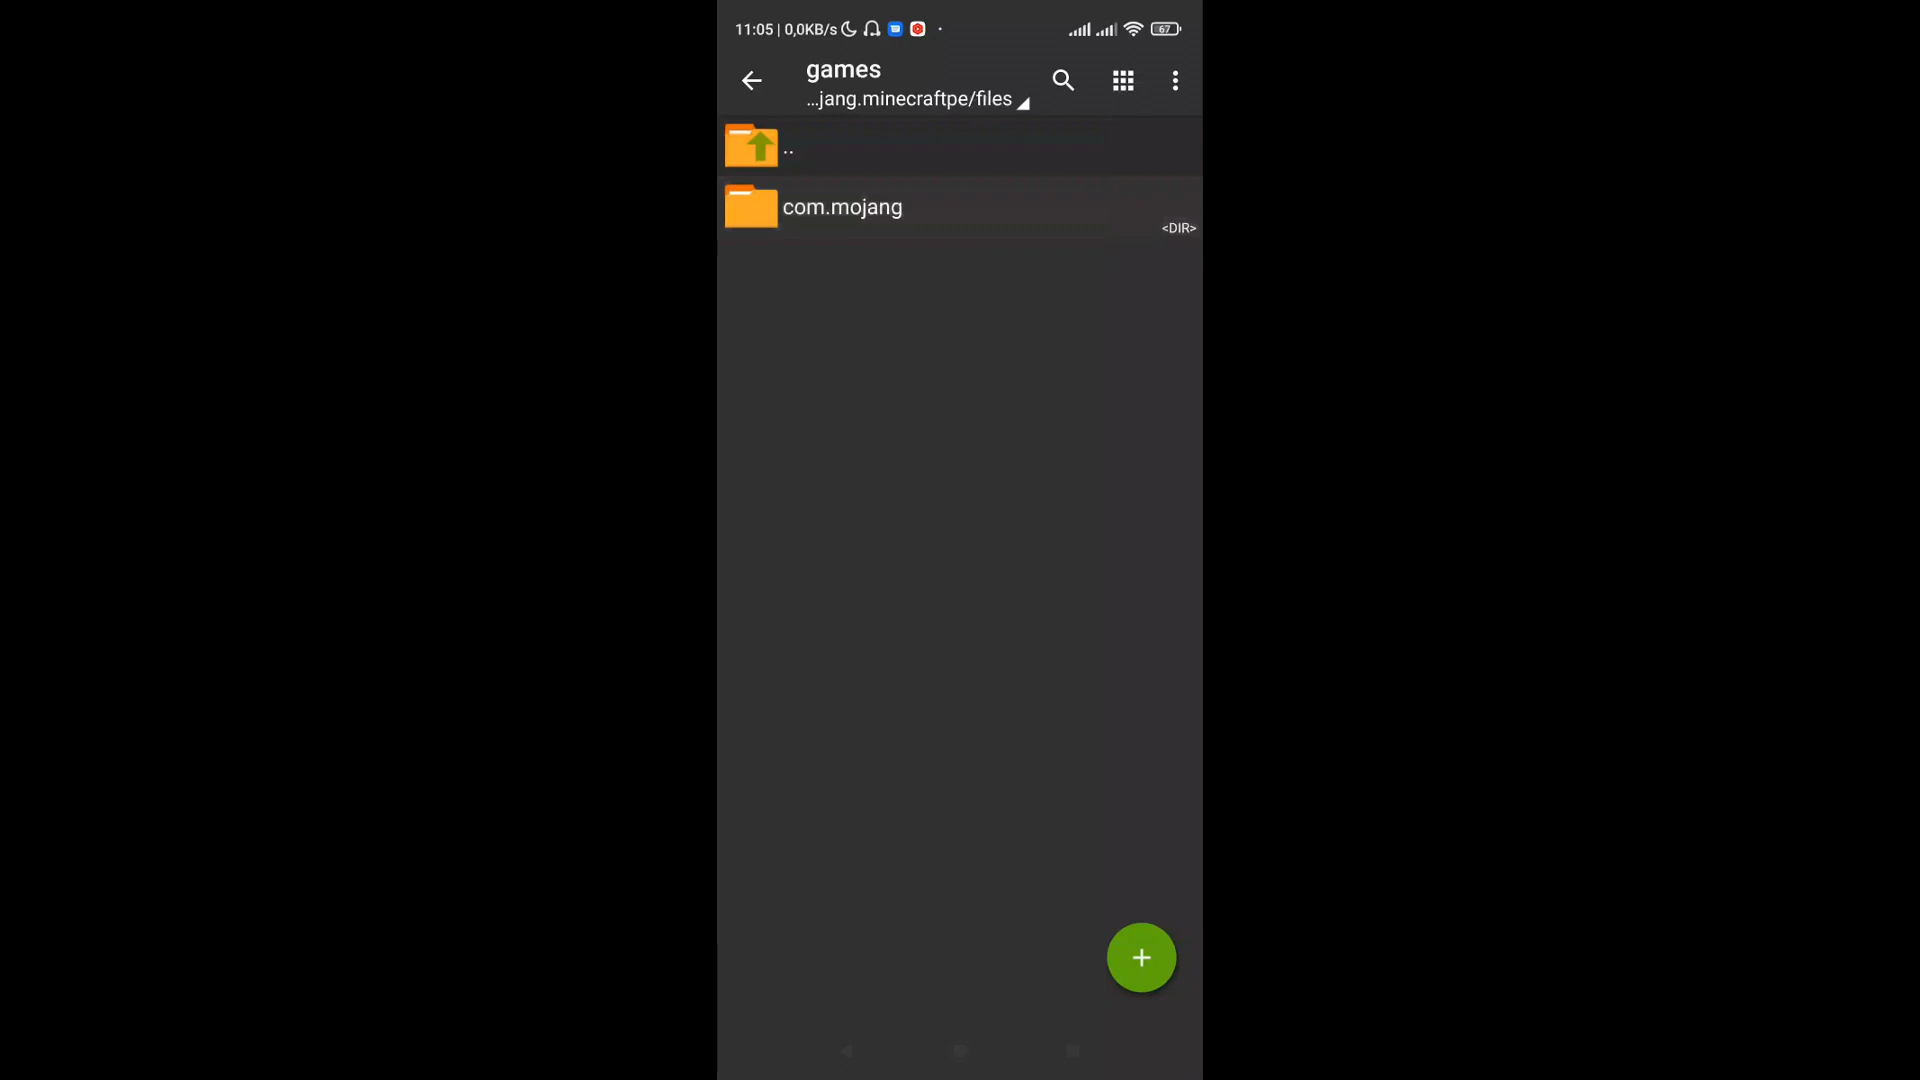 11:05 | 0,0KB/s
67
games
...jang.minecraftpe/files
..
com.mojang
<DIR>